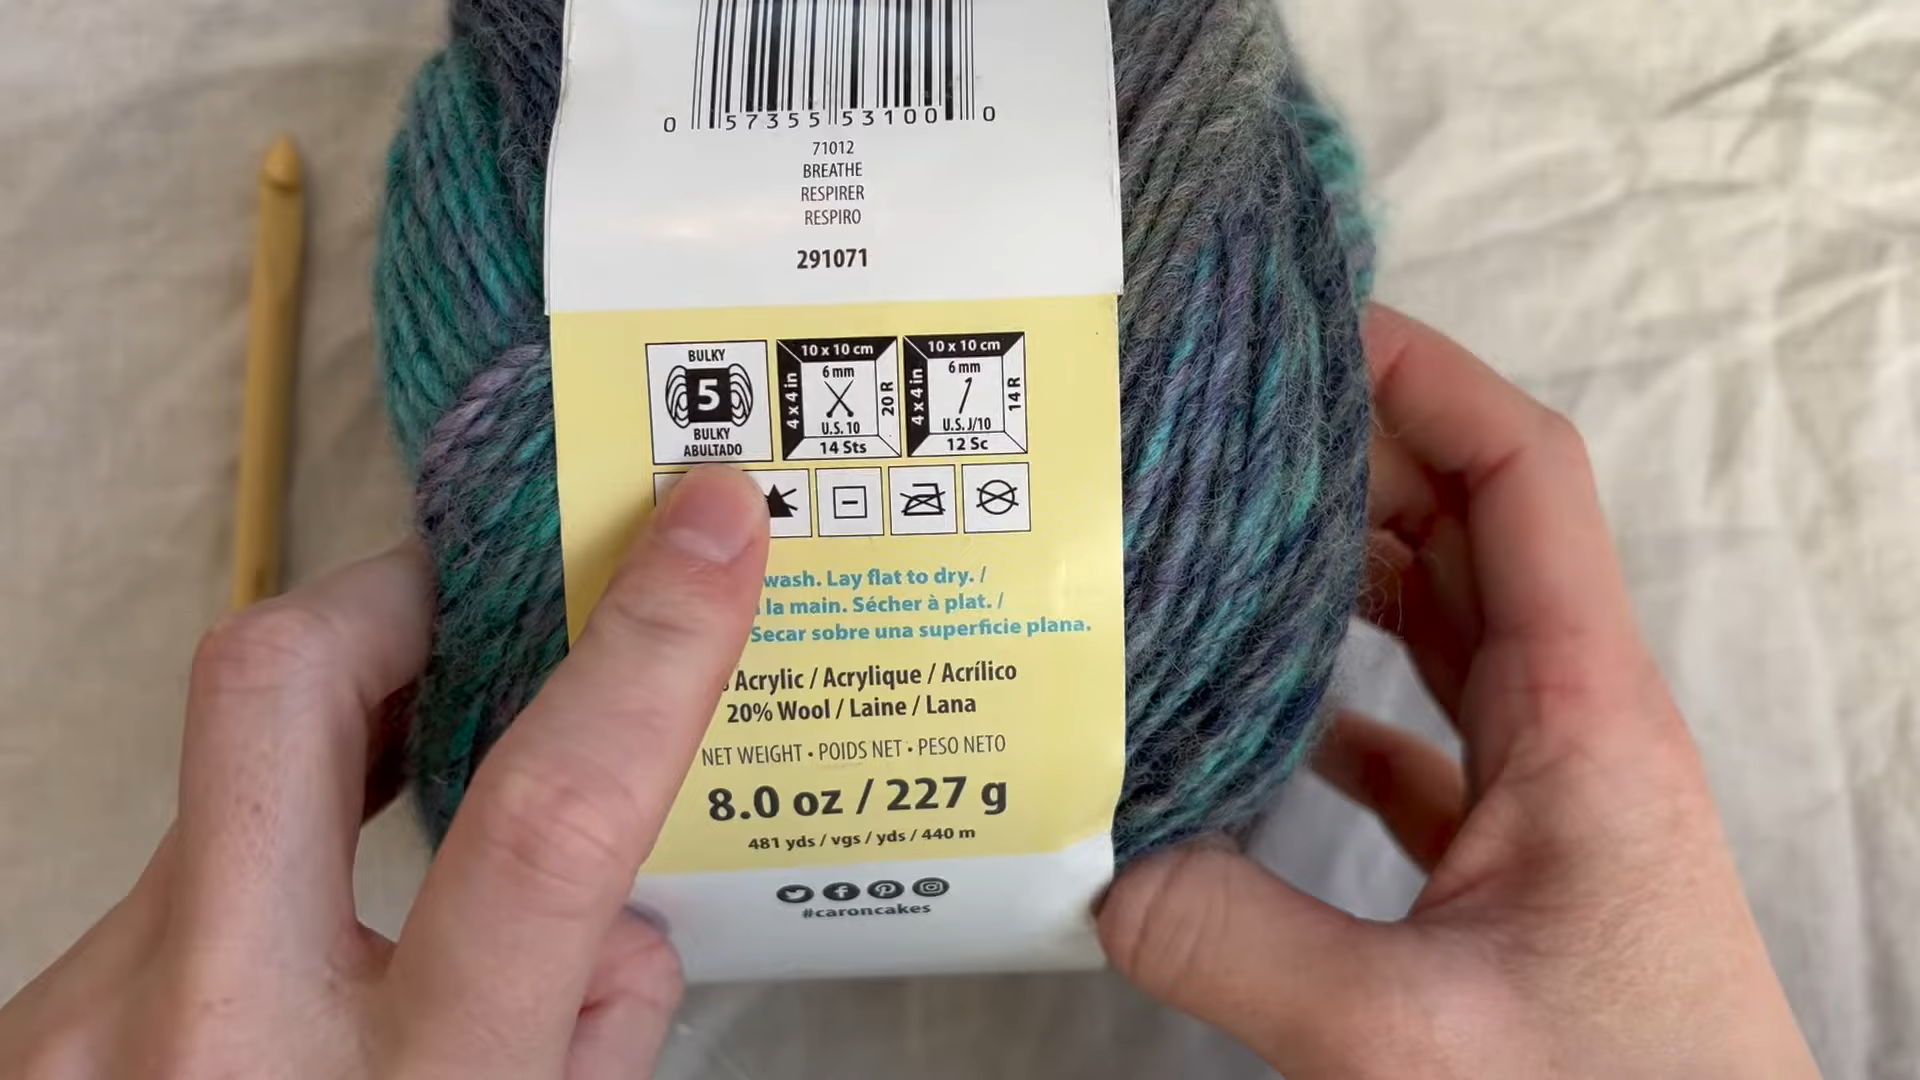 0 57355 53100 0
71012
BREATHE
RESPIRER
RESPIRO
291071
BULKY
5
BULKY
ABULTADO
10 x 10 cm
4 x 4 in
6 mm
20 R
U.S. 10
14 Sts
10 x 10 cm
4 x 4 in
6 mm
14 R
U.S. J/10
12 Sc
wash. Lay flat to dry. /
la main. Sécher à plat. /
Secar sobre una superficie plana.
Acrylic / Acrylique / Acrílico
20% Wool / Laine / Lana
NET WEIGHT • POIDS NET • PESO NETO
8.0 oz / 227 g
481 yds / vgs / yds / 440 m
#caroncakes